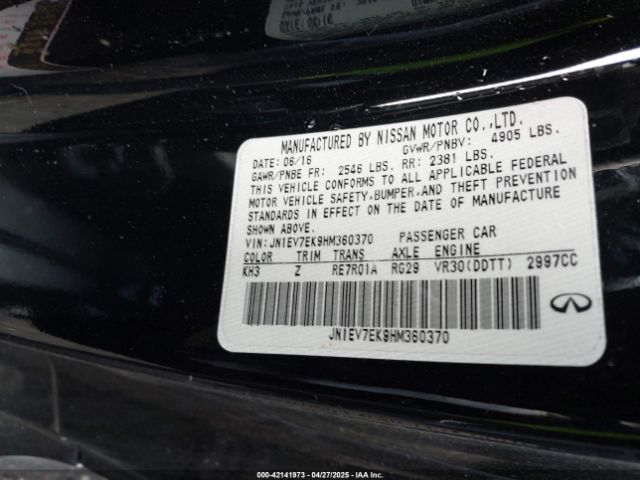 MANUFACTURED BY NISSAN MOTOR CO.,LTD.
DATE: 06/16 GVWR/PNBV: 4905 LBS.
GAWR/PNBE FR: 2546 LBS. RR: 2381 LBS.
THIS VEHICLE CONFORMS TO ALL APPLICABLE FEDERAL
MOTOR VEHICLE SAFETY,BUMPER,AND THEFT PREVENTION
STANDARDS IN EFFECT ON THE DATE OF MANUFACTURE
SHOWN ABOVE.
VIN: JN1EV7EK9HM360370 PASSENGER CAR
COLOR TRIM TRANS AXLE ENGINE
KH3 Z RE7R01A RG29 VR30(DDTT) 2997CC
JN1EV7EK9HM360370
000-42141973 | 04/27/2025 | IAAI.COM